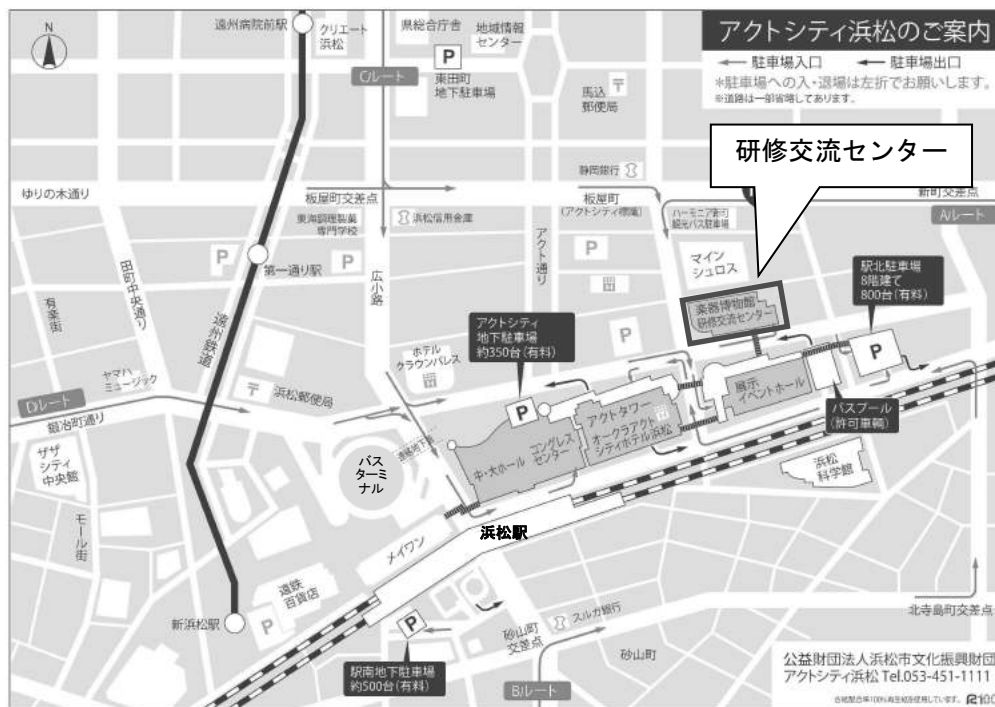 アクトシティ浜松のご案内
駐車場入口
駐車場出口
*駐車場への入・退場は左折でお願いします。
※道路は一部省略してあります。
N
遠州病院前駅
クリエート
浜松
県総合庁舎
地域情報
センター
P
東田町
地下駐車場
Cルート
馬込
郵便局
研修交流センター
静岡銀行
ゆりの木通り
板屋町交差点
板屋町
(アクトシティ標識)
新町交差点
Aルート
東海調理製菓
専門学校
浜松信用金庫
ハーモニア新町
観光バス駐車場
P
第一通り駅
P
P
アクト通り
マイン
シュロス
駅北駐車場
8階建て
800台(有料)
有楽街
田町中央通り
遠州鉄道
広小路
楽器博物館
研修交流センター
アクトシティ
地下駐車場
約350台(有料)
P
P
ホテル
クラウンパレス
ヤマハ
ミュージック
Dルート
鍛冶町通り
浜松郵便局
P
展示
イベントホール
アクトタワー
オークラアクト
シティホテル浜松
コングレス
センター
中・大ホール
バスプール
(許可車輌)
ザザ
シティ
中央館
バス
ターミ
ナル
浜松
科学館
モール街
浜松駅
メイワン
遠鉄
百貨店
新浜松駅
P
P
砂山町
交差点
スルガ銀行
北寺島町交差点
駅南地下駐車場
約500台(有料)
砂山町
Bルート
公益財団法人浜松市文化振興財団
アクトシティ浜松 Tel.053-451-1111
R100